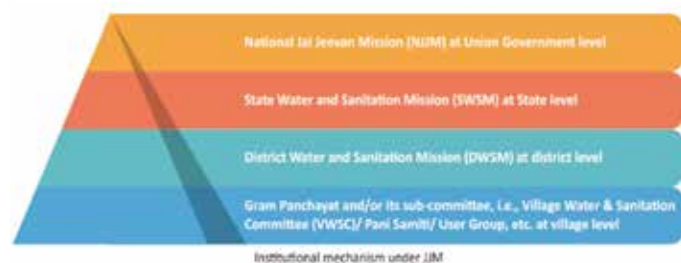 National Jal Jeevan Mission (NJJM) at Union Government level
State Water and Sanitation Mission (SWSM) at State level
District Water and Sanitation Mission (DWSM) at district level
Gram Panchayat and/or its sub-committee, i.e., Village Water & Sanitation
Committee (VWSC)/ Pani Samiti/ User Group, etc. at village level
Institutional mechanism under JJM